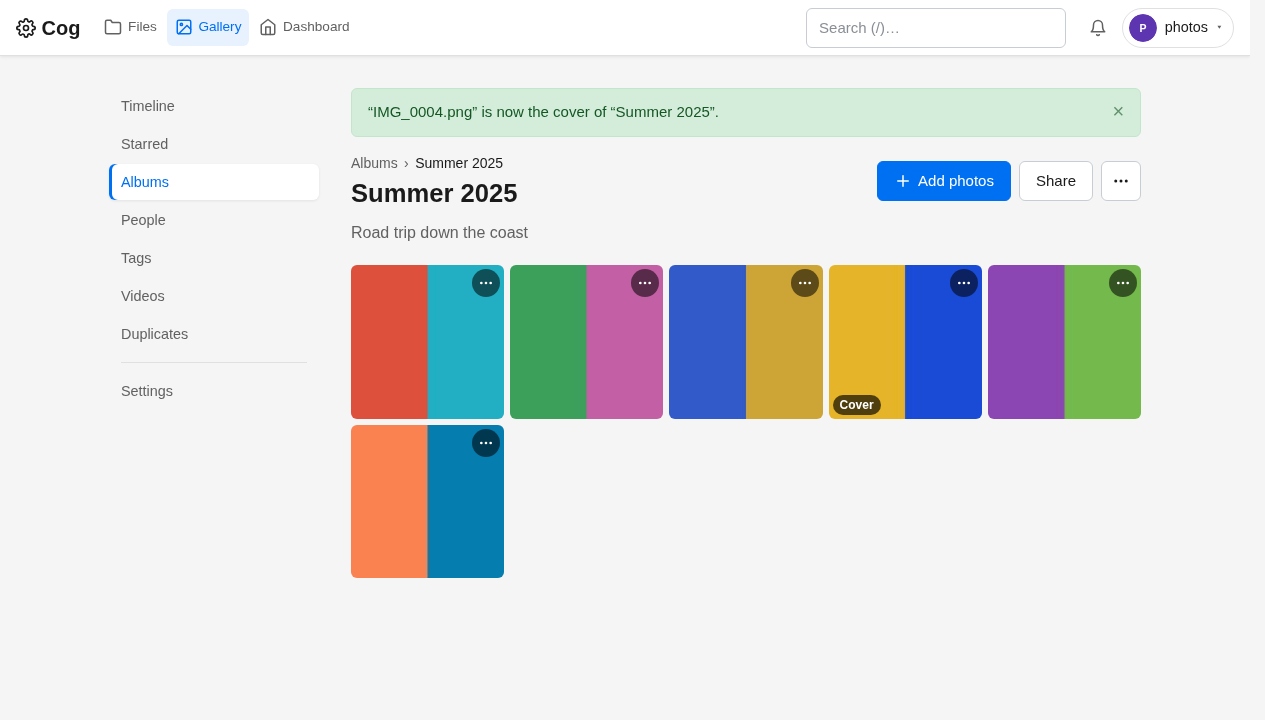 Cog
Files
Gallery
Dashboard
Search (/)…
P
photos
Timeline
Starred
Albums
People
Tags
Videos
Duplicates
Settings
“IMG_0004.png” is now the cover of “Summer 2025”.
Albums › Summer 2025
Summer 2025
Road trip down the coast
Add photos
Share
Cover